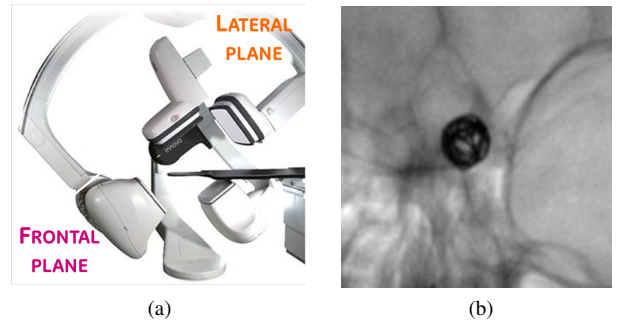 LATERAL
PLANE
innova
FRONTAL
PLANE
(a)
(b)